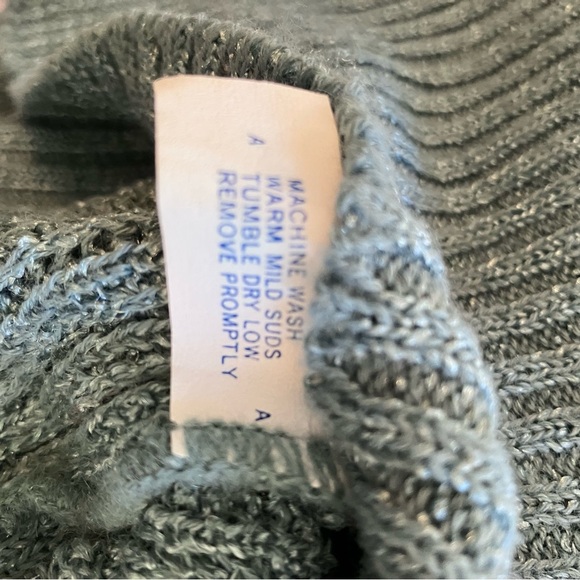 A
MACHINE WASH
WARM MILD SUDS
TUMBLE DRY LOW
REMOVE PROMPTLY
A